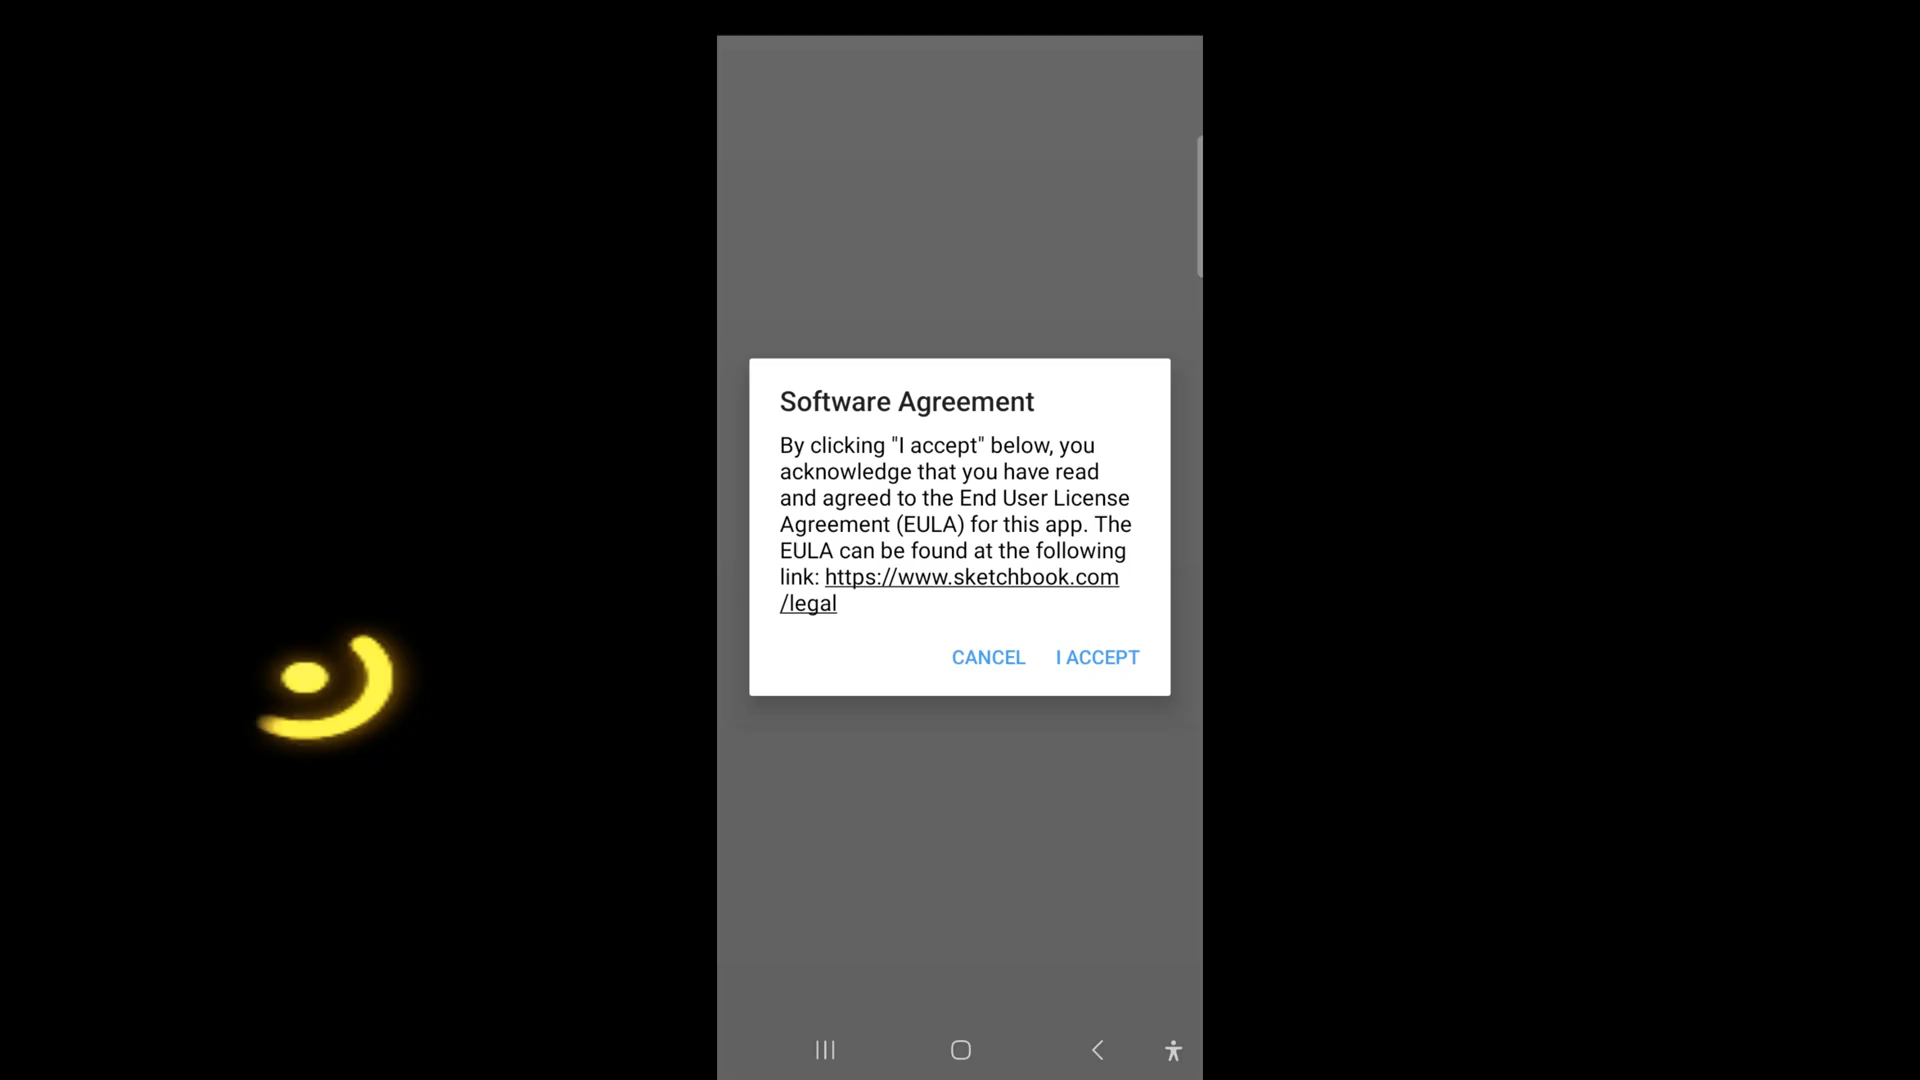 Software Agreement
By clicking "I accept" below, you
acknowledge that you have read
and agreed to the End User License
Agreement (EULA) for this app. The
EULA can be found at the following
link: https://www.sketchbook.com
/legal
CANCEL I ACCEPT